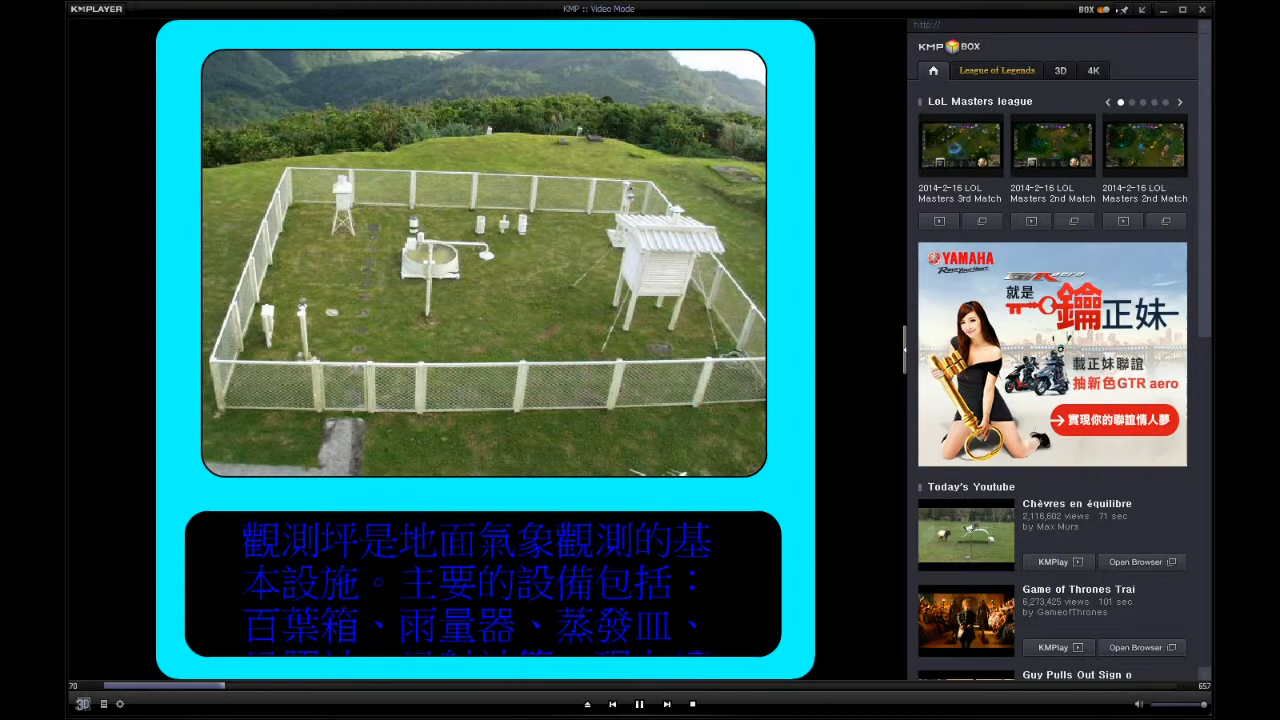 KMPLAYER
KMP :: Video Mode
BOX
http://
KMP BOX
League of Legends
3D
4K
LoL Masters league
2014-2-16 LOL
Masters 3rd Match
2014-2-16 LOL
Masters 2nd Match
2014-2-16 LOL
Masters 2nd Match
YAMAHA
Revs Your Heart
GTR aero
就是
鑰正妹
載正妹聯誼
抽新色GTR aero
實現你的聯誼情人夢
Today's Youtube
Chèvres en équilibre
2,116,602 views 71 sec
by Max Murs
KMPlay
Open Browser
Game of Thrones Trai
6,273,425 views 101 sec
by GameofThrones
KMPlay
Open Browser
Guy Pulls Out Sign o
觀測坪是地面氣象觀測的基
本設施。主要的設備包括：
百葉箱、雨量器、蒸發皿、
70
657
3D